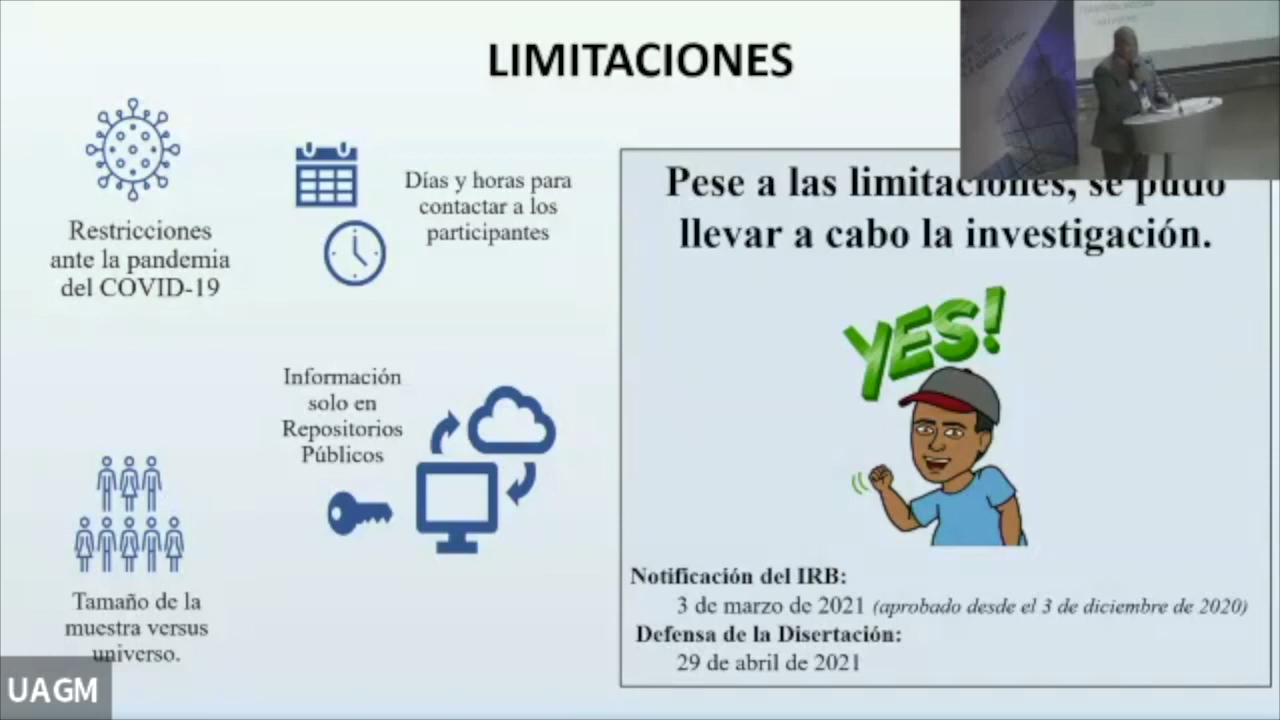 LIMITACIONES
Restricciones
ante la pandemia
del COVID-19
Días y horas para
contactar a los
participantes
Información
solo en
Repositorios
Públicos
Tamaño de la
muestra versus
universo.
Pese a las limitaciones, se pudo
llevar a cabo la investigación.
YES!
Notificación del IRB:
3 de marzo de 2021 (aprobado desde el 3 de diciembre de 2020)
Defensa de la Disertación:
29 de abril de 2021
UAGM